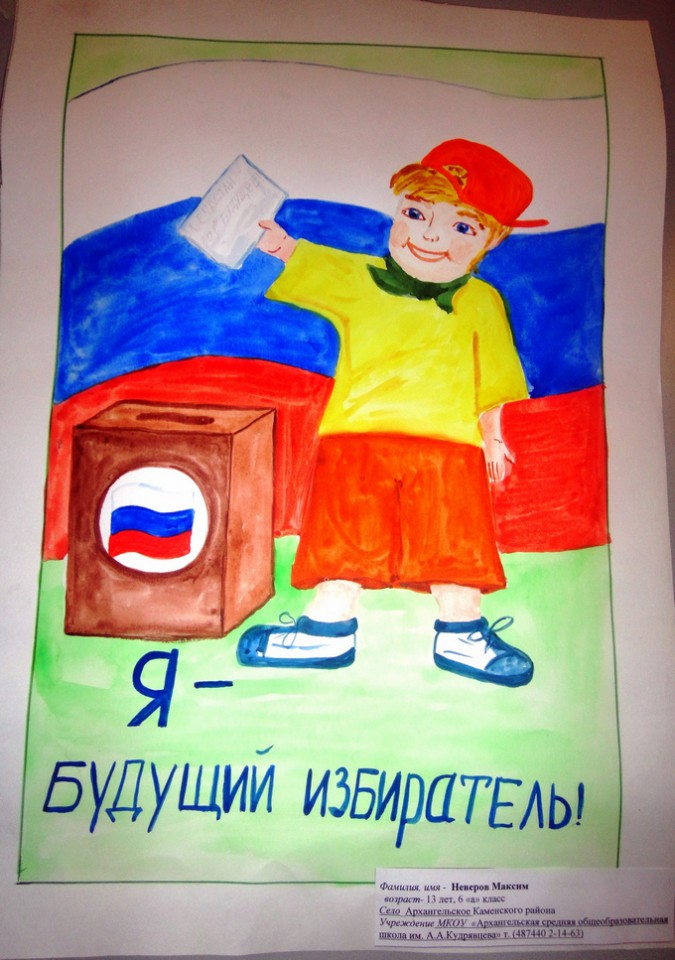 Я-
БУДУЩИЙ ИЗБИРАТЕЛЬ!
Фамилия, имя - Неверов Максим
возраст- 13 лет, 6 «а» класс
Село Архангельское Каменского района
Учреждение МКОУ «Архангельская средняя общеобразовательная
школа им. А.А.Кудрявцева» т. (487440 2-14-63)